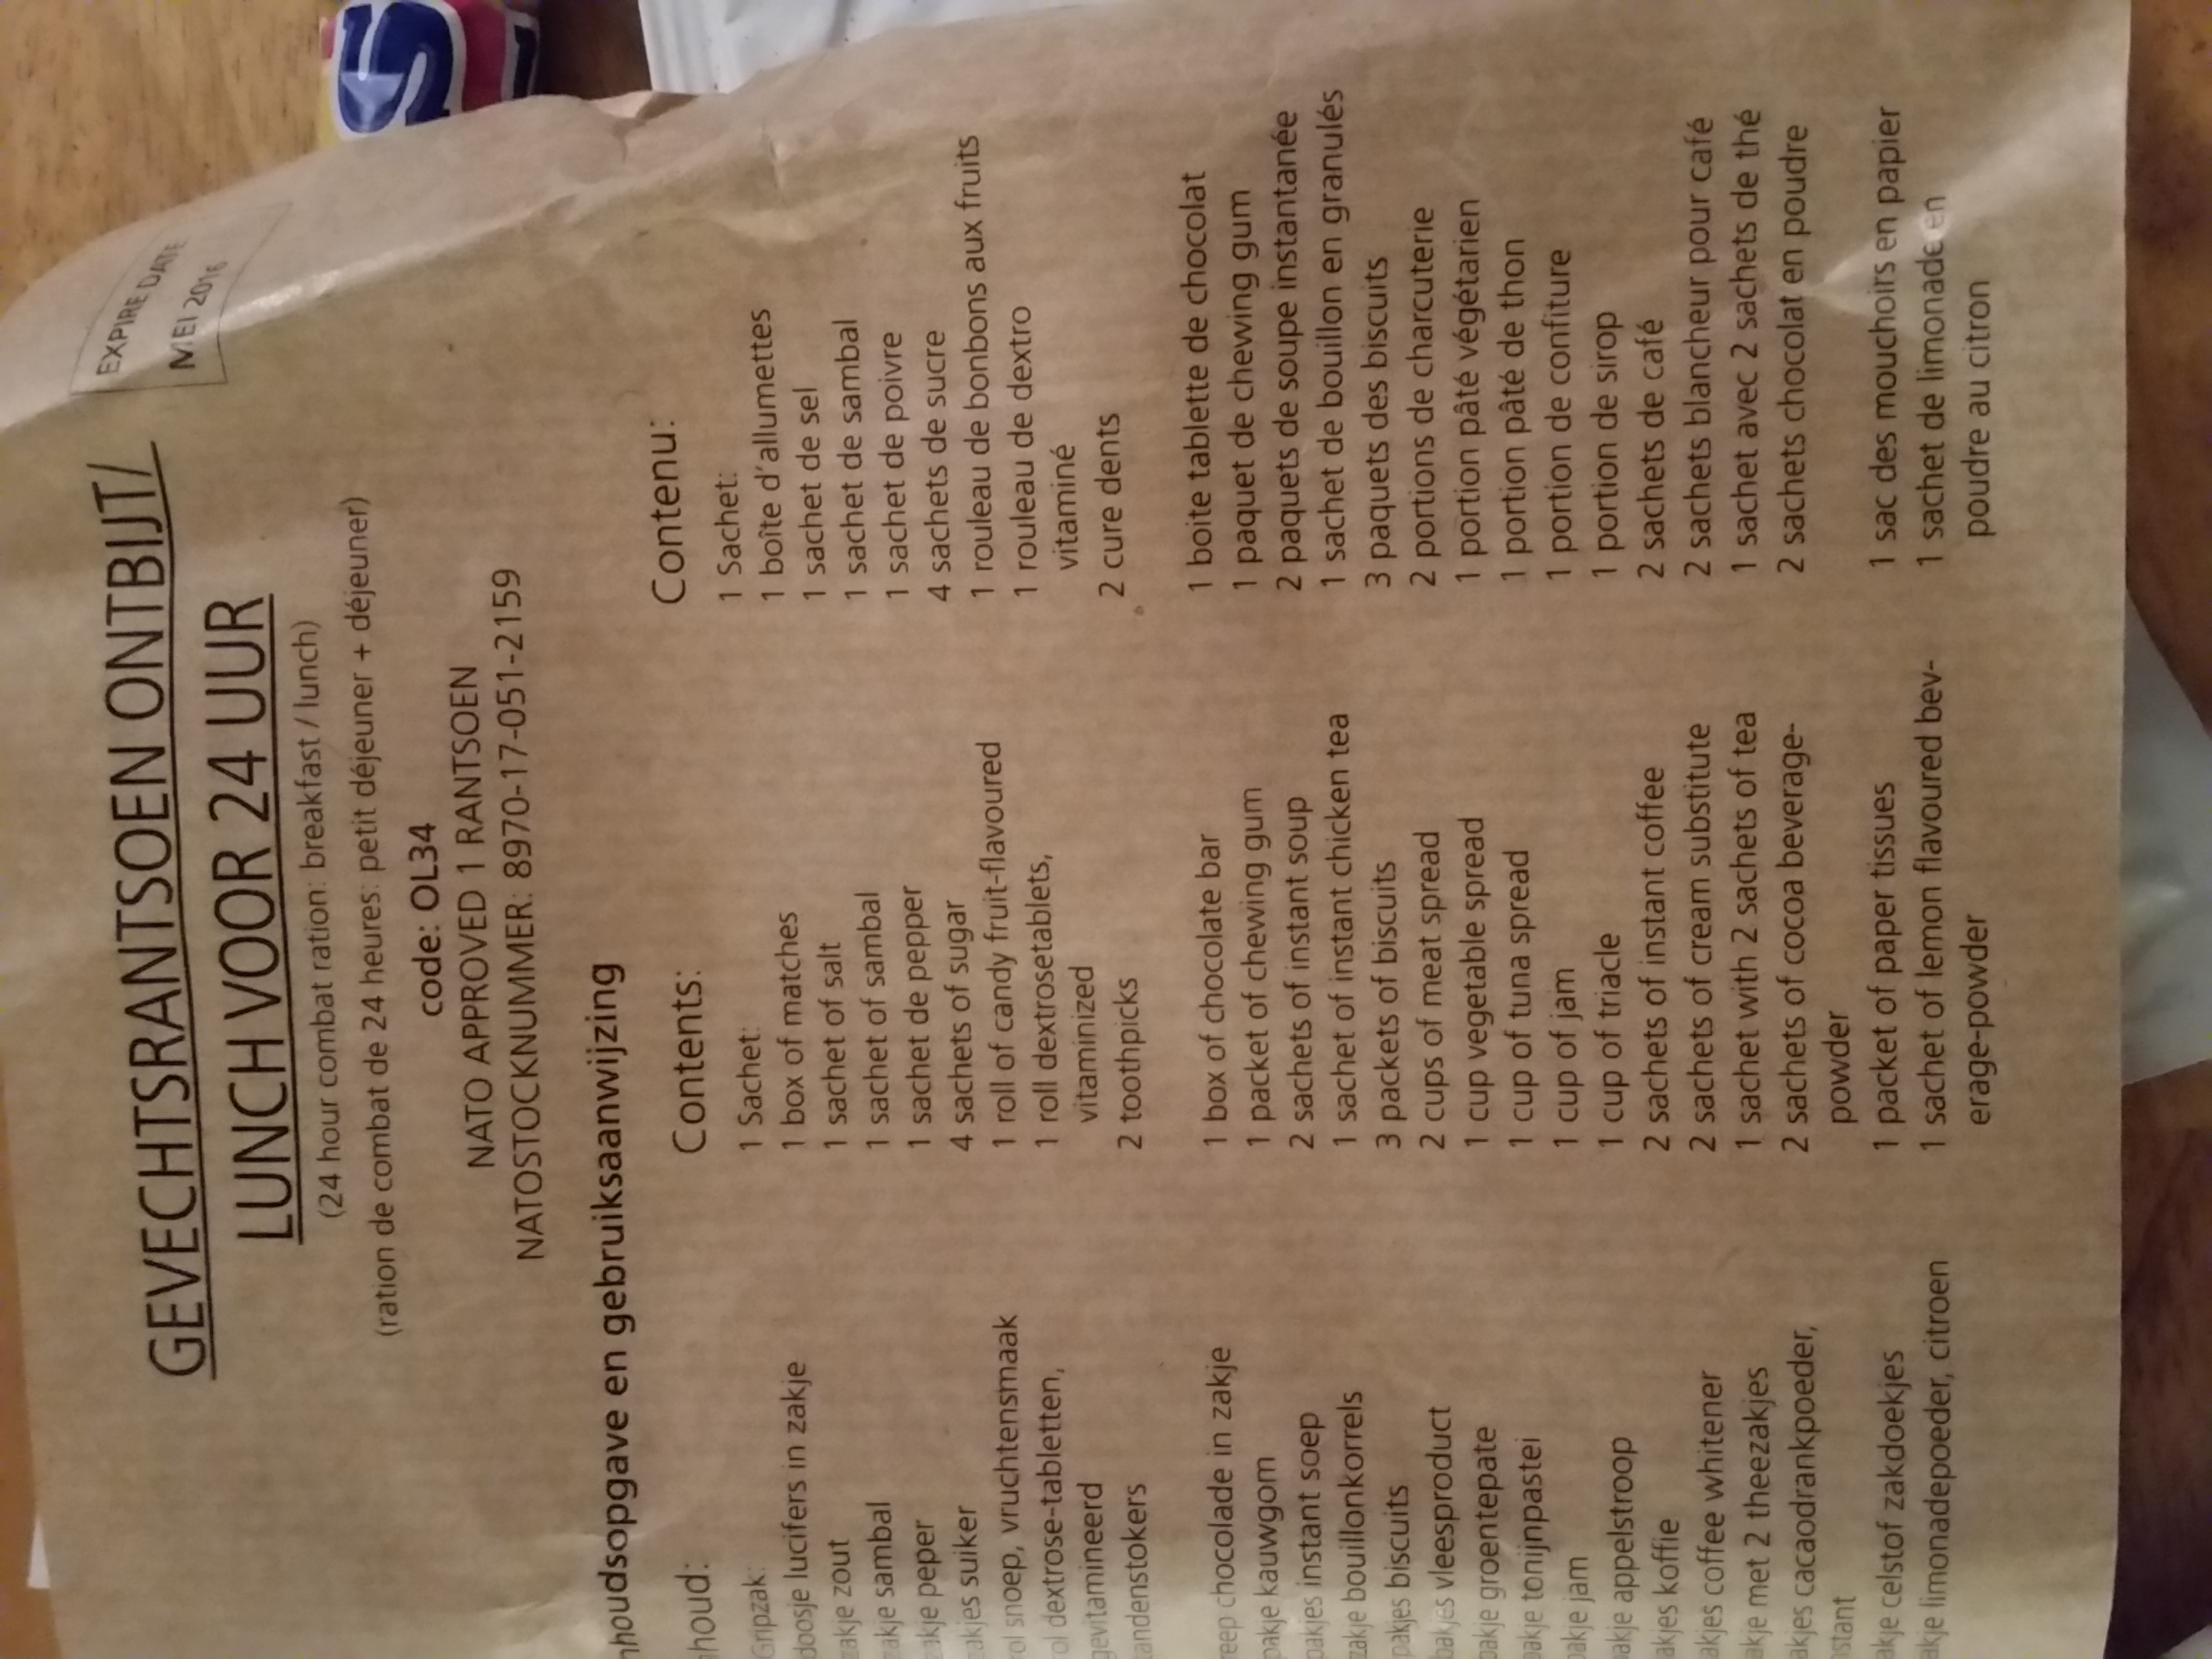 EXPIRE DATE
MEI 2016
GEVECHTSRANTSOEN ONTBIJT/
LUNCH VOOR 24 UUR
(24 hour combat ration: breakfast / lunch)
(ration de combat de 24 heures: petit déjeuner + déjeuner)
code: OL34
NATO APPROVED 1 RANTSOEN
NATOSTOCKNUMMER: 8970-17-051-2159
nhoudsopgave en gebruiksaanwijzing
nhoud:
Gripzak:
doosje lucifers in zakje
zakje zout
zakje sambal
zakje peper
zakjes suiker
rol snoep, vruchtensmaak
rol dextrose-tabletten,
gevitamineerd
tandenstokers
reep chocolade in zakje
pakje kauwgom
pakjes instant soep
zakje bouillonkorrels
pakjes biscuits
bakjes vleesproduct
bakje groentepate
bakje tonijnpastei
bakje jam
bakje appelstroop
akjes koffie
akjes coffee whitener
akje met 2 theezakjes
akjes cacaodrankpoeder,
nstant
akje celstof zakdoekjes
akje limonadepoeder, citroen
Contents:
1 Sachet:
1 box of matches
1 sachet of salt
1 sachet of sambal
1 sachet de pepper
4 sachets of sugar
1 roll of candy fruit-flavoured
1 roll dextrosetablets,
vitaminized
2 toothpicks
1 box of chocolate bar
1 packet of chewing gum
2 sachets of instant soup
1 sachet of instant chicken tea
3 packets of biscuits
2 cups of meat spread
1 cup vegetable spread
1 cup of tuna spread
1 cup of jam
1 cup of triacle
2 sachets of instant coffee
2 sachets of cream substitute
1 sachet with 2 sachets of tea
2 sachets of cocoa beverage-
powder
1 packet of paper tissues
1 sachet of lemon flavoured bev-
erage-powder
Contenu:
1 Sachet:
1 boîte d'allumettes
1 sachet de sel
1 sachet de sambal
1 sachet de poivre
4 sachets de sucre
1 rouleau de bonbons aux fruits
1 rouleau de dextro
vitaminé
2 cure dents
1 boite tablette de chocolat
1 paquet de chewing gum
2 paquets de soupe instantanée
1 sachet de bouillon en granulés
3 paquets des biscuits
2 portions de charcuterie
1 portion pâté végétarien
1 portion pâté de thon
1 portion de confiture
1 portion de sirop
2 sachets de café
2 sachets blancheur pour café
1 sachet avec 2 sachets de thé
2 sachets chocolat en poudre
1 sac des mouchoirs en papier
1 sachet de limonade en
poudre au citron